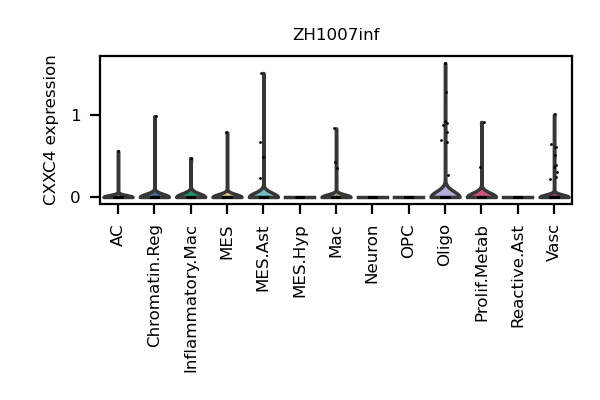 ZH1007inf
CXXC4 expression
1
0
AC
Chromatin.Reg
Inflammatory.Mac
MES
MES.Ast
MES.Hyp
Mac
Neuron
OPC
Oligo
Prolif.Metab
Reactive.Ast
Vasc